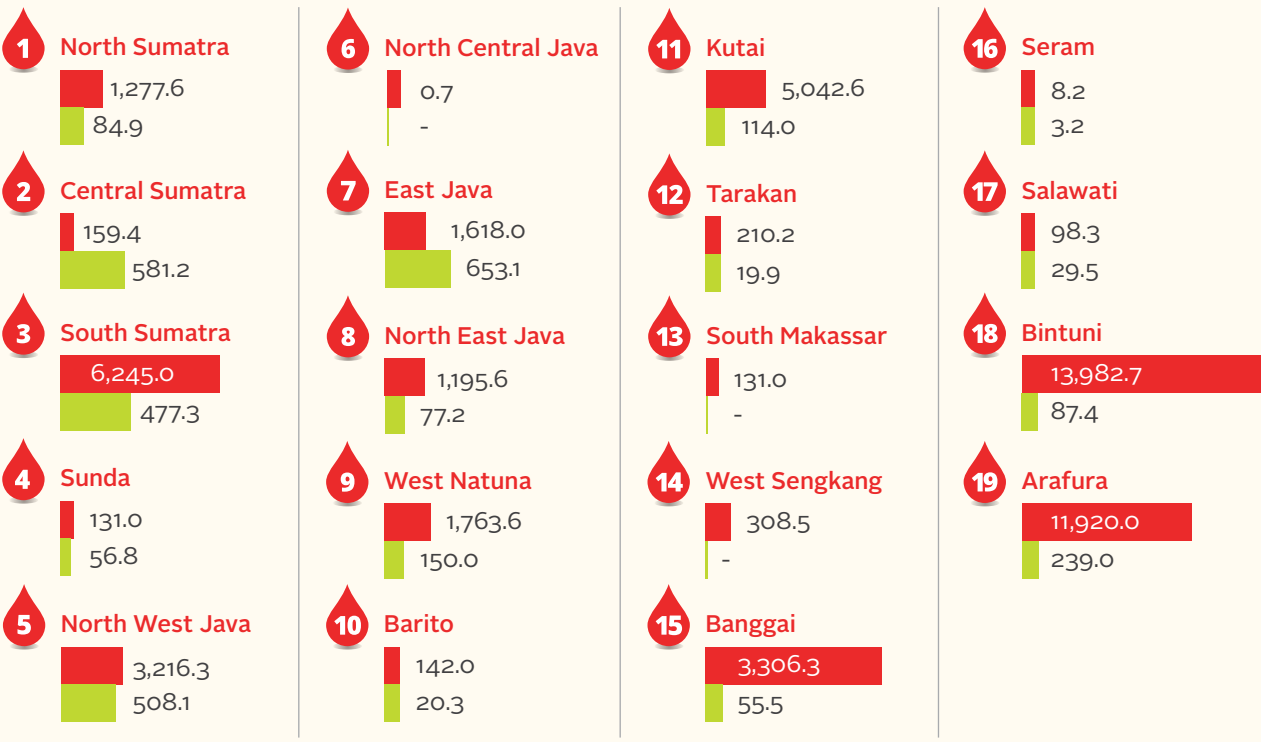 1 North Sumatra
1,277.6
84.9
2 Central Sumatra
159.4
581.2
3 South Sumatra
6,245.0
477.3
4 Sunda
131.0
56.8
5 North West Java
3,216.3
508.1
6 North Central Java
0.7
-
7 East Java
1,618.0
653.1
8 North East Java
1,195.6
77.2
9 West Natuna
1,763.6
150.0
10 Barito
142.0
20.3
11 Kutai
5,042.6
114.0
12 Tarakan
210.2
19.9
13 South Makassar
131.0
-
14 West Sengkang
308.5
-
15 Banggai
3,306.3
55.5
16 Seram
8.2
3.2
17 Salawati
98.3
29.5
18 Bintuni
13,982.7
87.4
19 Arafura
11,920.0
239.0